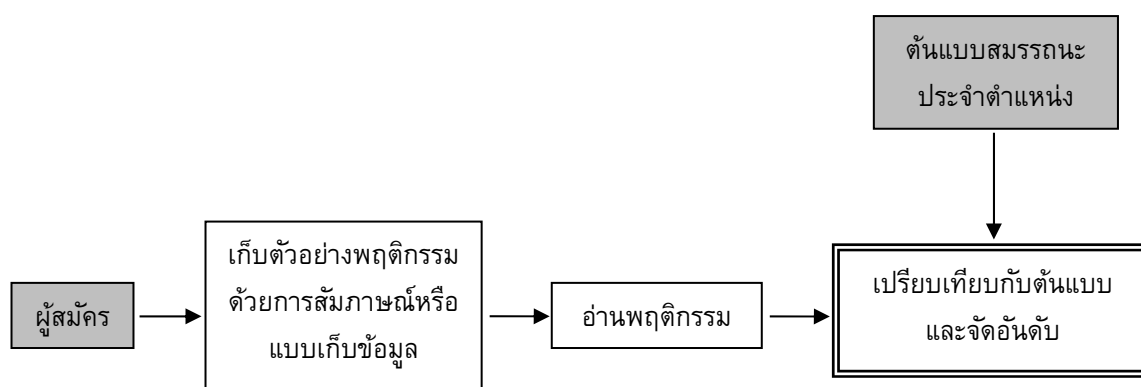 ต้นแบบสมรรถนะ
ประจำตำแหน่ง
ผู้สมัคร
เก็บตัวอย่างพฤติกรรม
ด้วยการสัมภาษณ์หรือ
แบบเก็บข้อมูล
อ่านพฤติกรรม
เปรียบเทียบกับต้นแบบ
และจัดอันดับ